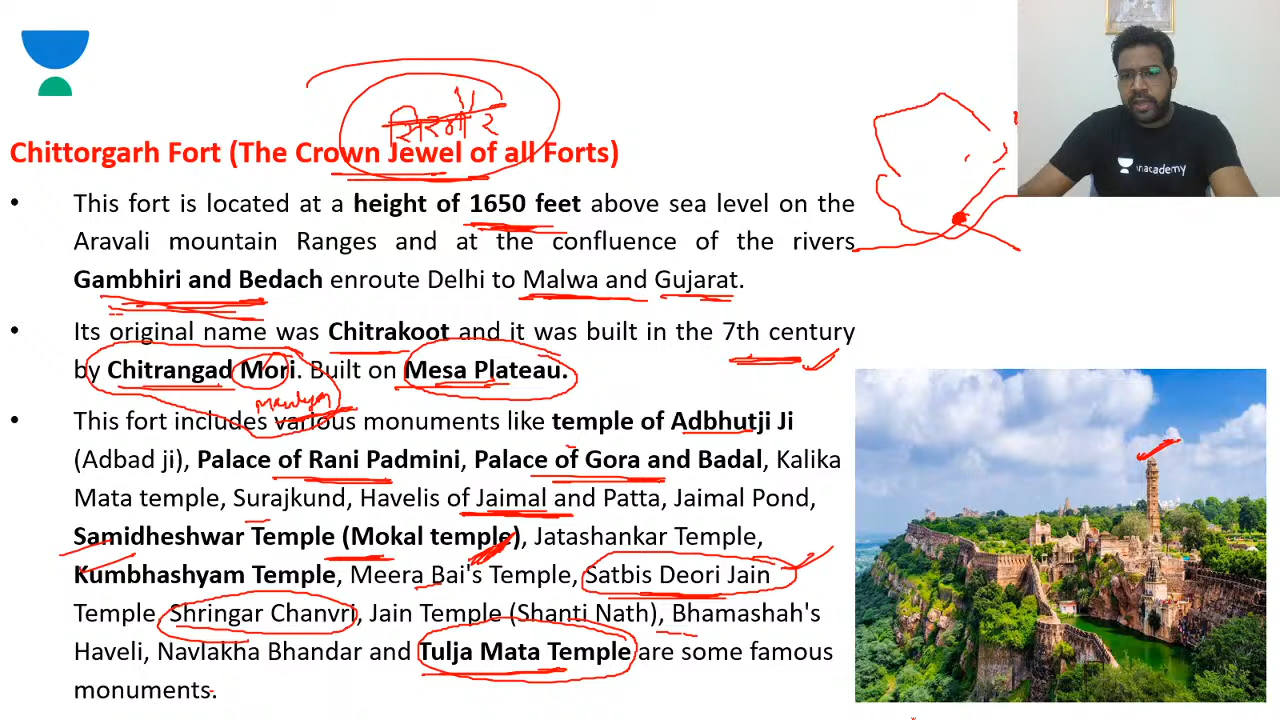 सिरमौर
Chittorgarh Fort (The Crown Jewel of all Forts)
• This fort is located at a height of 1650 feet above sea level on the
Aravali mountain Ranges and at the confluence of the rivers
Gambhiri and Bedach enroute Delhi to Malwa and Gujarat.
• Its original name was Chitrakoot and it was built in the 7th century
by Chitrangad Mori. Built on Mesa Plateau.
Maurya
• This fort includes various monuments like temple of Adbhutji Ji
(Adbad ji), Palace of Rani Padmini, Palace of Gora and Badal, Kalika
Mata temple, Surajkund, Havelis of Jaimal and Patta, Jaimal Pond,
Samidheshwar Temple (Mokal temple), Jatashankar Temple,
Kumbhashyam Temple, Meera Bai's Temple, Satbis Deori Jain
Temple, Shringar Chanvri, Jain Temple (Shanti Nath), Bhamashah's
Haveli, Navlakha Bhandar and Tulja Mata Temple are some famous
monuments.
unacademy